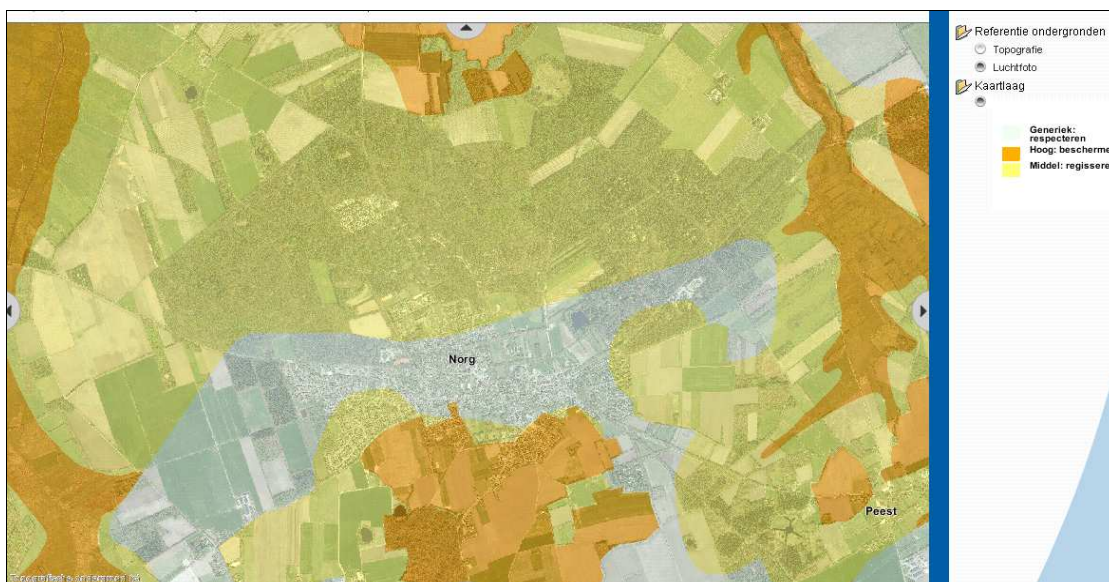 Referentie ondergronden
Topografie
Luchtfoto
Kaartlaag
Generiek:
respecteren
Hoog: bescherme
Middel: regissere
Norg
Peest